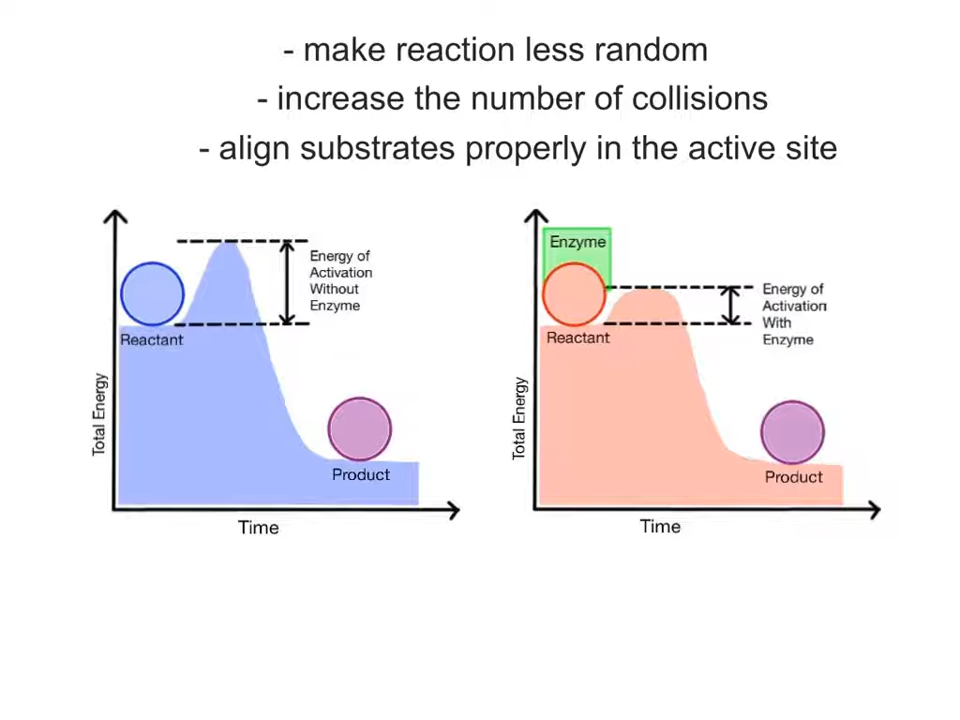 - make reaction less random
- increase the number of collisions
- align substrates properly in the active site
Energy of
Activation
Without
Enzyme
Reactant
Total Energy
Product
Time
Enzyme
Energy of
Activation
With
Enzyme
Reactant
Total Energy
Product
Time